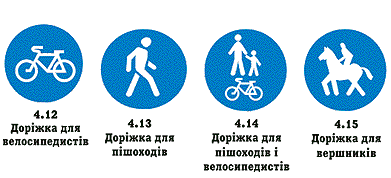 4.12
Доріжка для
велосипедистів
4.13
Доріжка для
пішоходів
4.14
Доріжка для
пішоходів і
велосипедистів
4.15
Доріжка для
вершників